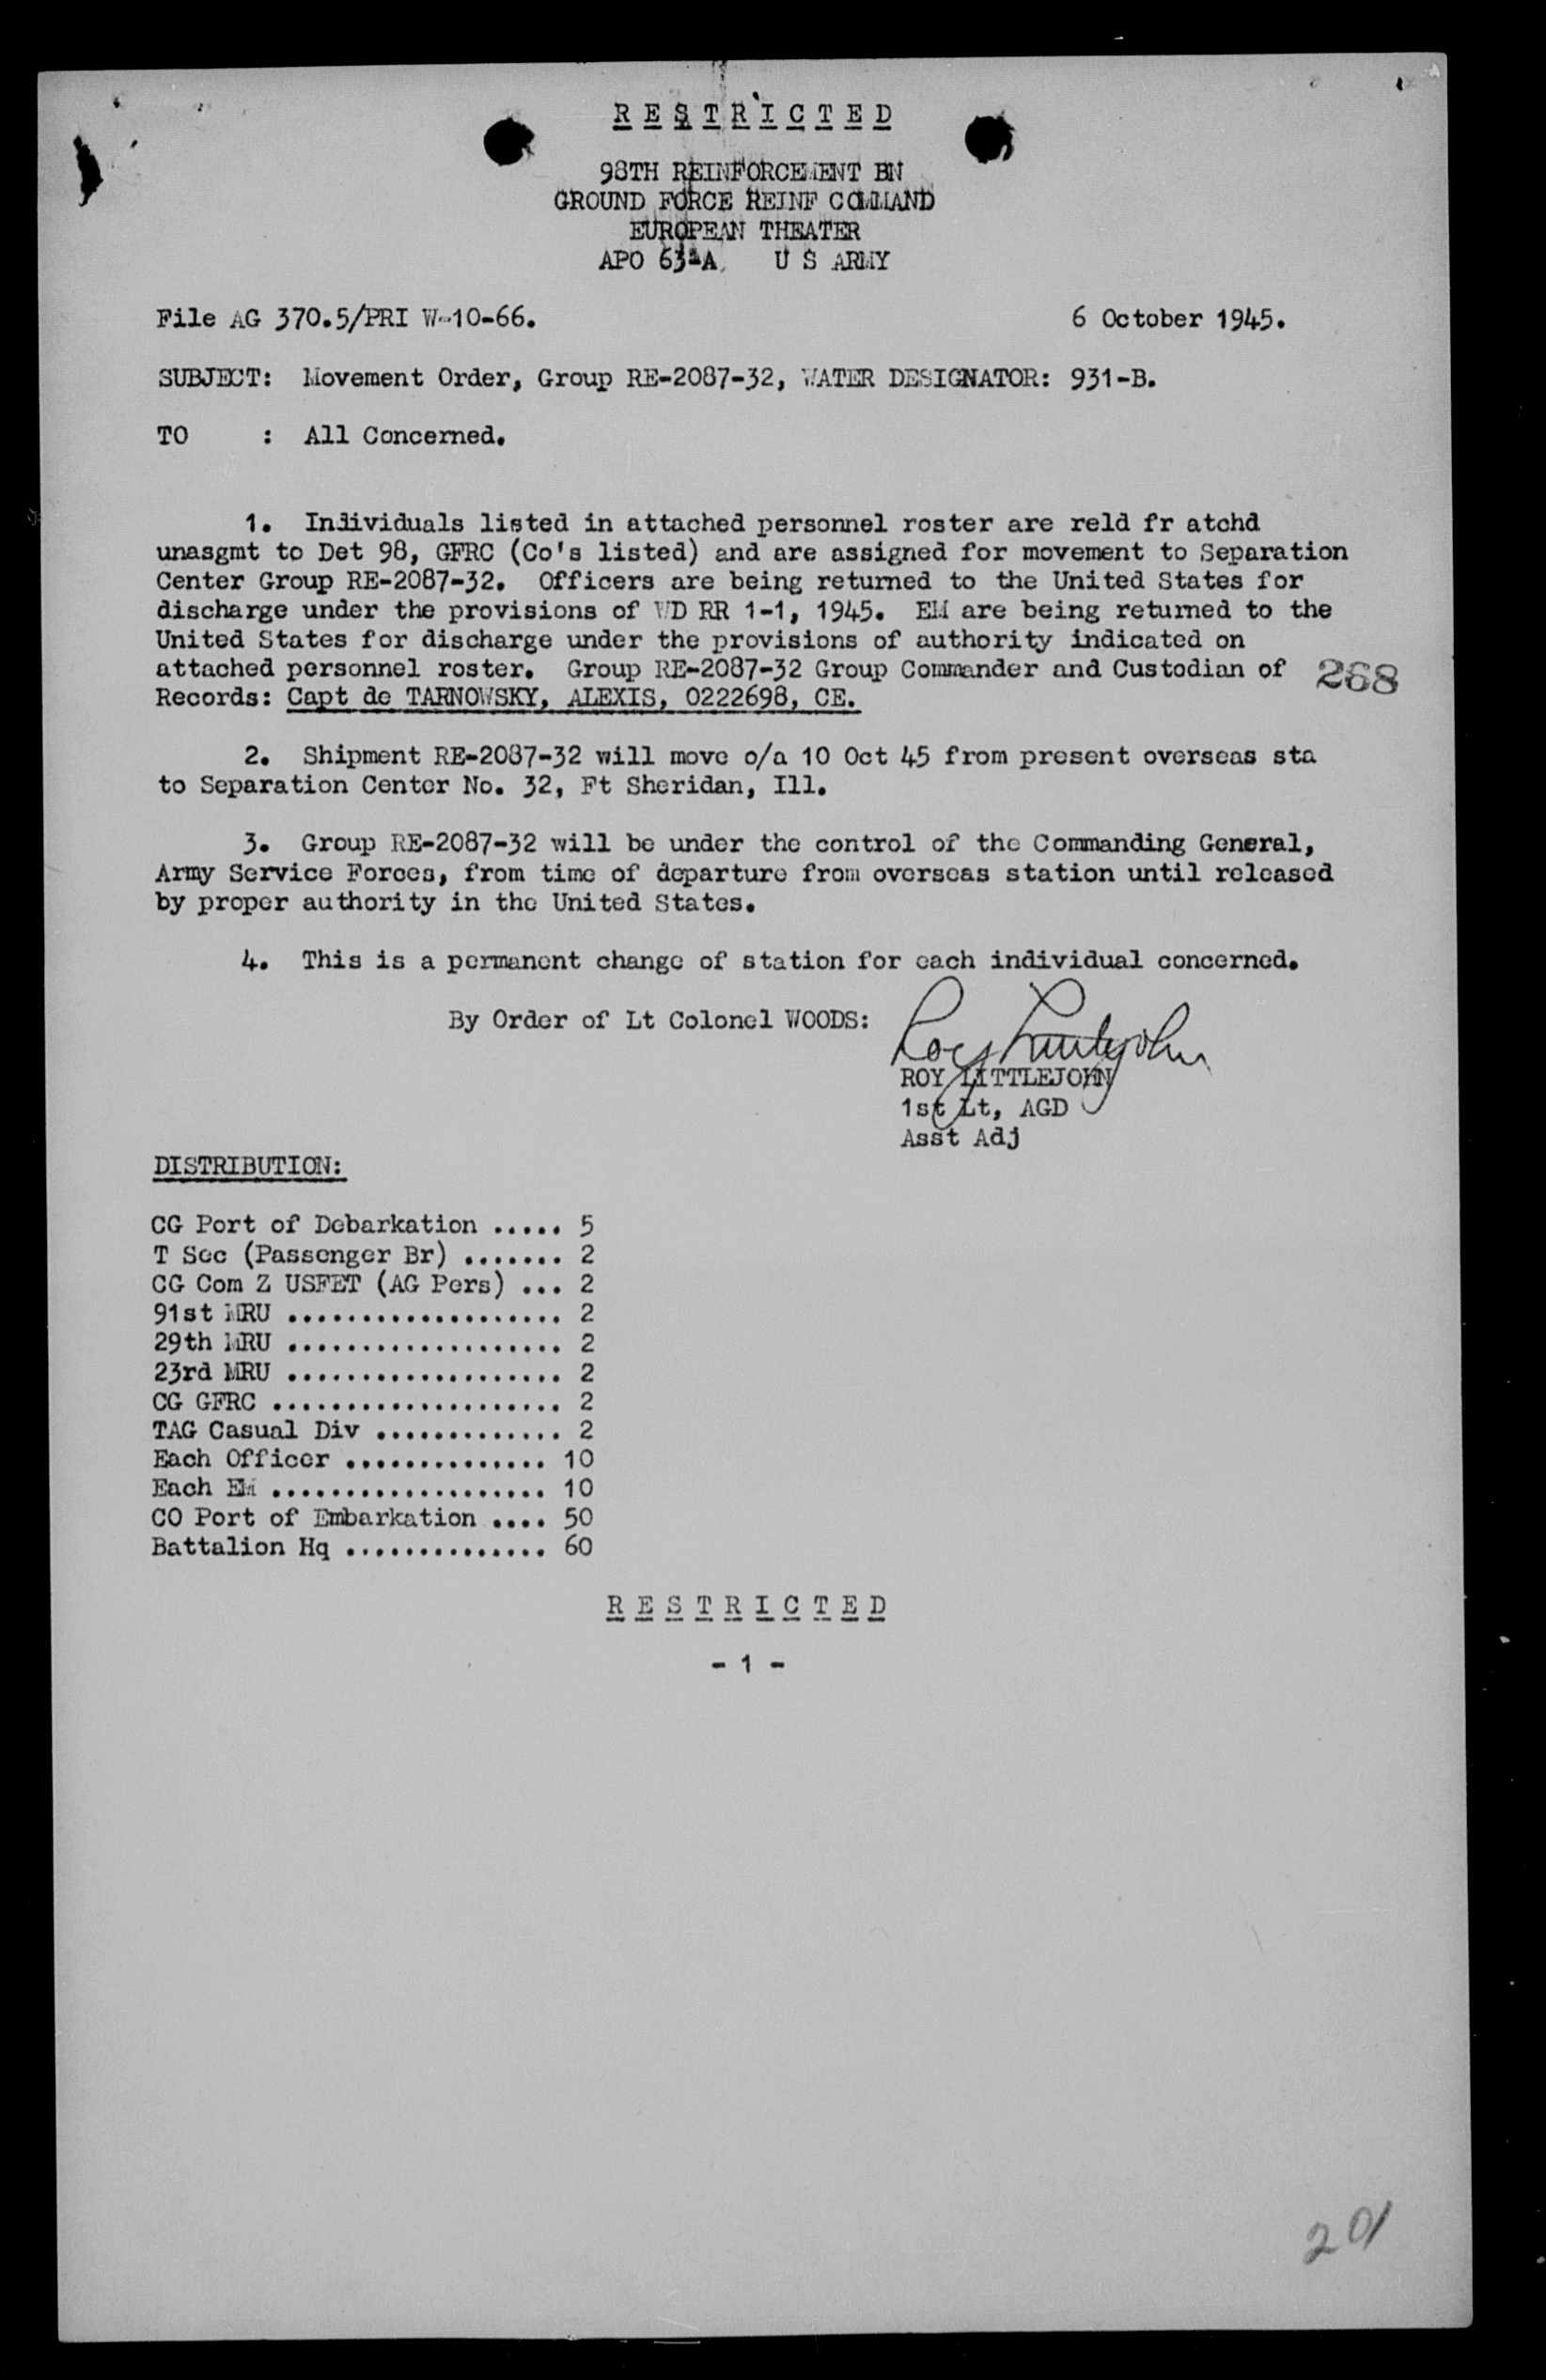 R E S T R I C T E D
98TH REINFORCEMENT BN
GROUND FORCE REINF COMMAND
EUROPEAN THEATER
APO U S ARMY
File AG 370.5/PRI W-10-66.
6 October 1945.
SUBJECT: Movement Order, Group RE-2087-32, WATER DESIGNATOR: 931-B.
TO : All Concerned.
1. Individuals listed in attached personnel roster are reld fr atchd
unasgmt to Det 98, GFRC (Co's listed) and are assigned for movement to Separation
Center Group RE-2087-32. Officers are being returned to the United States for
discharge under the provisions of WD RR 1-1, 1945. EM are being returned to the
United States for discharge under the provisions of authority indicated on
attached personnel roster. Group RE-2087-32 Group Commander and Custodian of
268
Records: Capt de TARNOWSKY, ALEXIS, 0222698, CE.
2. Shipment RE-2087-32 will move o/a 10 Oct 45 from present overseas sta
to Separation Center No. 32, Ft Sheridan, Ill.
3. Group RE-2087-32 will be under the control of the Commanding General,
Army Service Forces, from time of departure from overseas station until released
by proper authority in the United States.
4. This is a permanent change of station for each individual concerned.
By Order of Lt Colonel WOODS:
Roy Littlejohn
ROY LITTLEJOHN
1st Lt, AGD
Asst Adj
DISTRIBUTION:
CG Port of Debarkation ..... 5
T Sec (Passenger Br) ....... 2
CG Com Z USFET (AG Pers) ... 2
91st MRU ................... 2
29th MRU ................... 2
23rd MRU ................... 2
CG GFRC .................... 2
TAG Casual Div ............. 2
Each Officer .............. 10
Each EM ................... 10
CO Port of Embarkation .... 50
Battalion Hq .............. 60
R E S T R I C T E D
- 1 -
201